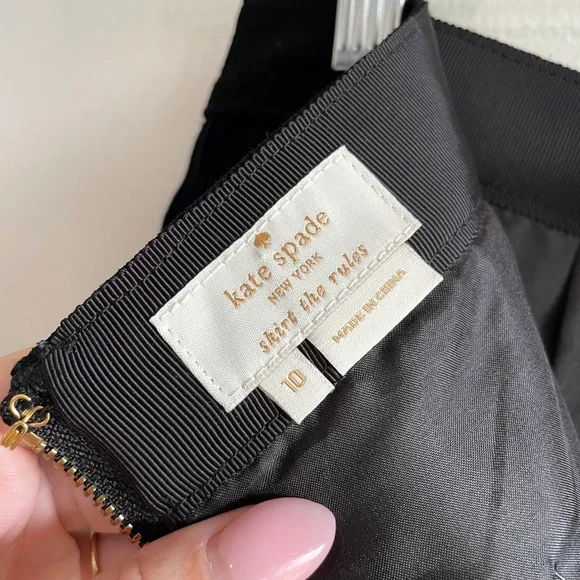 kate spade
NEW YORK
skirt the rules
10
MADE IN CHINA